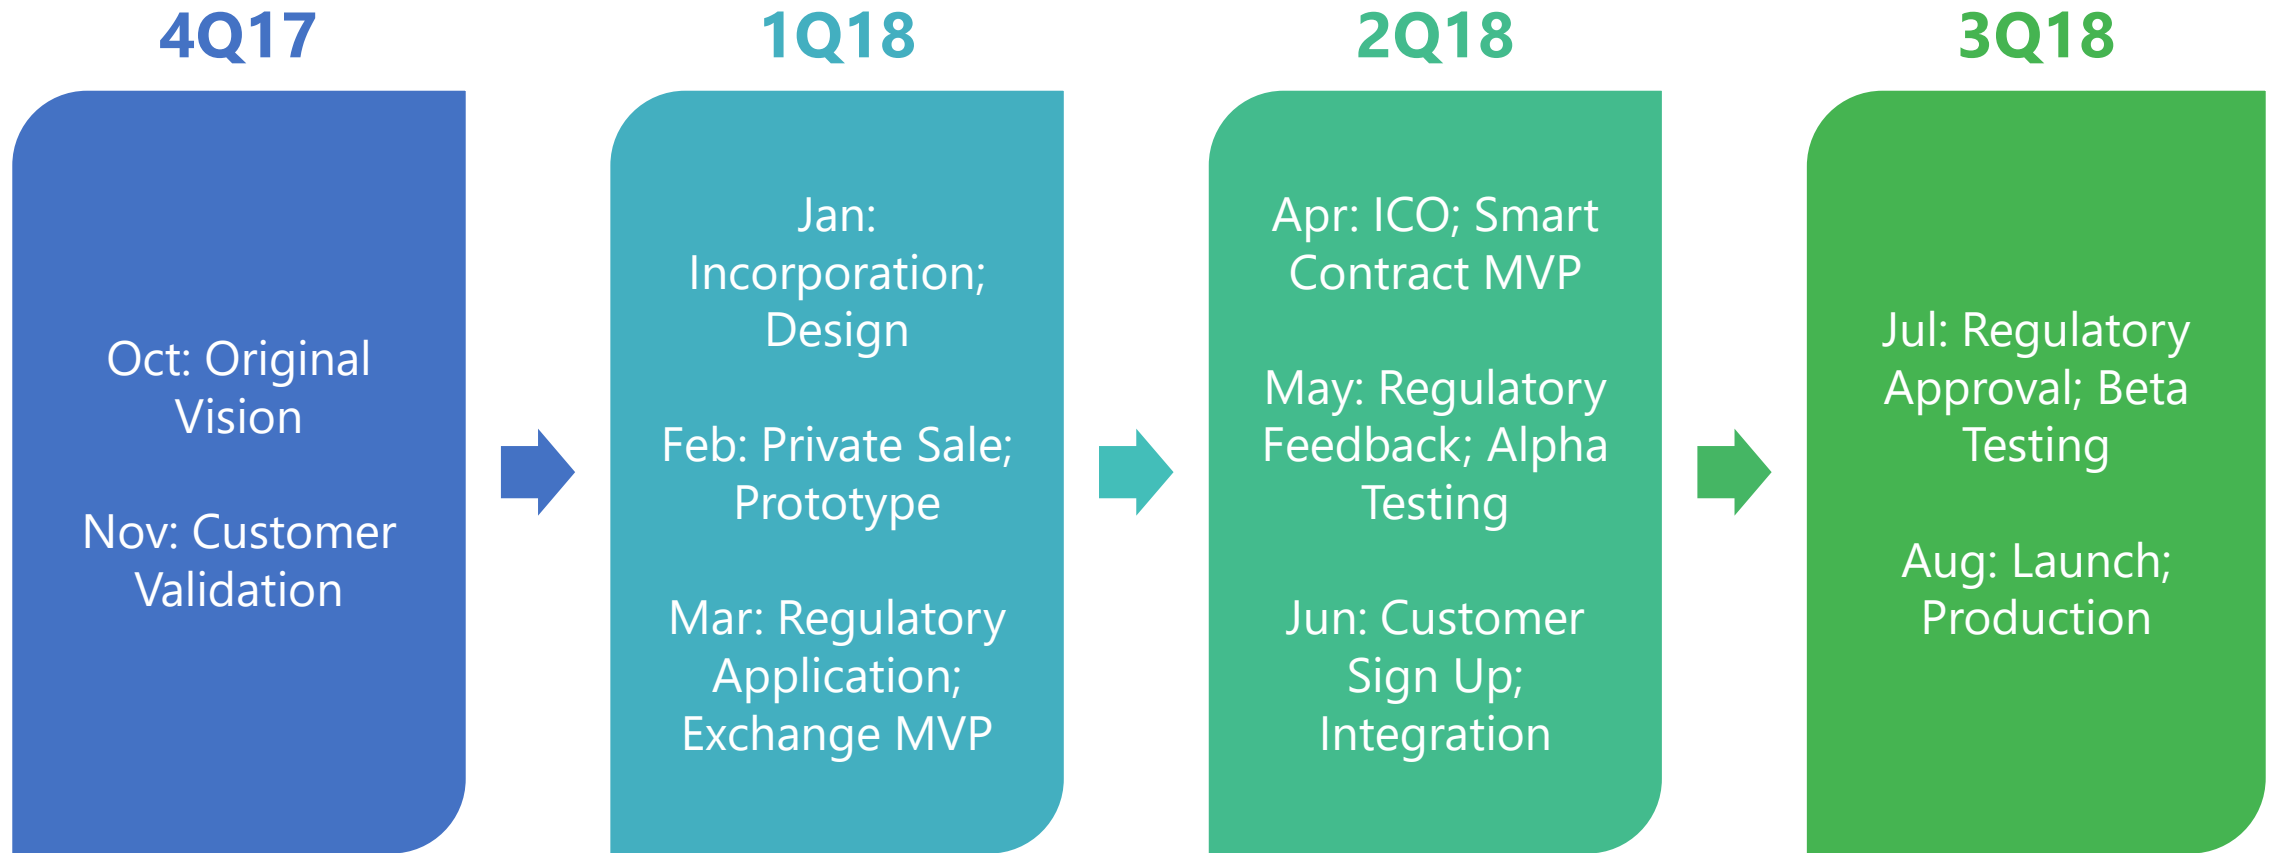 4Q17
Oct: Original
Vision
Nov: Customer
Validation
1Q18
Jan:
Incorporation;
Design
Feb: Private Sale;
Prototype
Mar: Regulatory
Application;
Exchange MVP
2Q18
Apr: ICO; Smart
Contract MVP
May: Regulatory
Feedback; Alpha
Testing
Jun: Customer
Sign Up;
Integration
3Q18
Jul: Regulatory
Approval; Beta
Testing
Aug: Launch;
Production